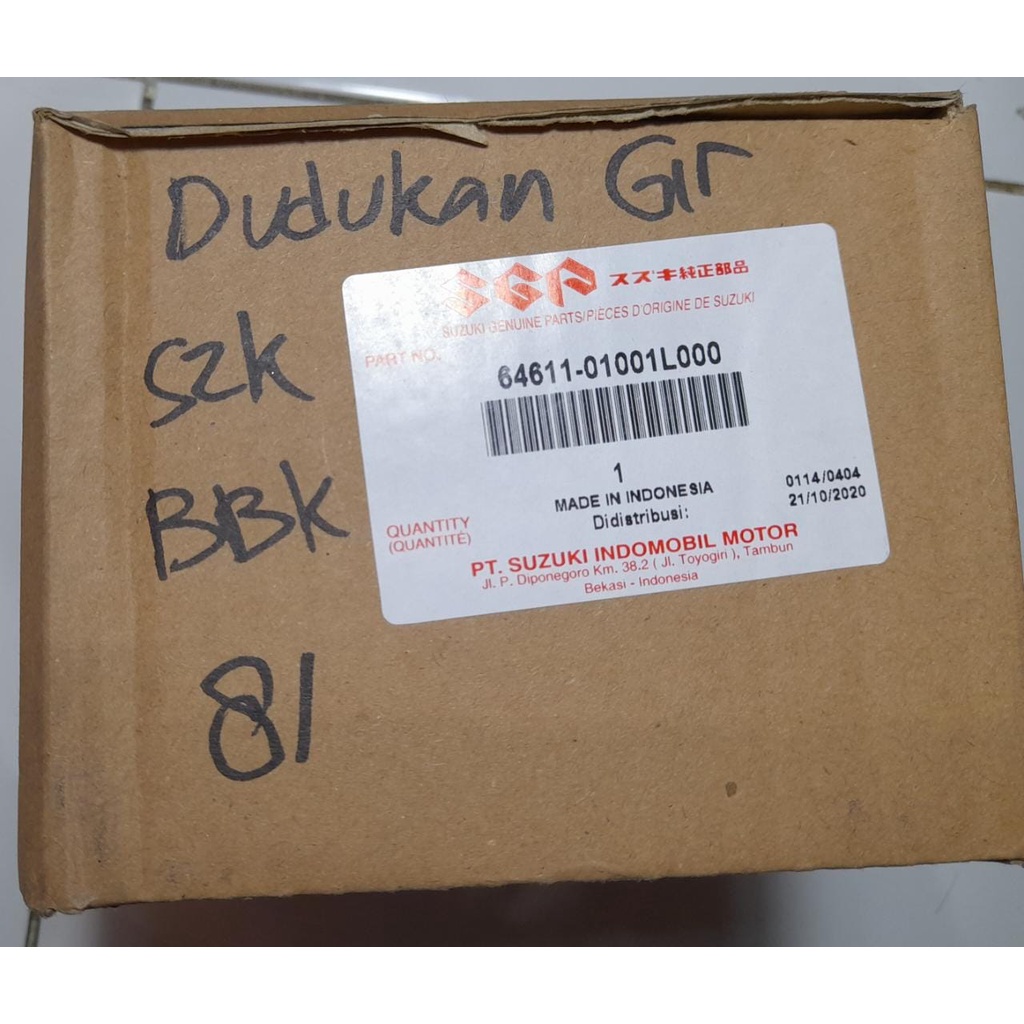 Dudukan Gir
Szk
BBk
81
SGP スズキ純正部品
SUZUKI GENUINE PARTS/PIÈCES D'ORIGINE DE SUZUKI
PART NO.
64611-01001L000
1
MADE IN INDONESIA
Didistribusi:
0114/0404
21/10/2020
QUANTITY
(QUANTITÉ)
PT. SUZUKI INDOMOBIL MOTOR
Jl. P. Diponegoro Km. 38.2 ( Jl. Toyogiri ), Tambun
Bekasi - Indonesia